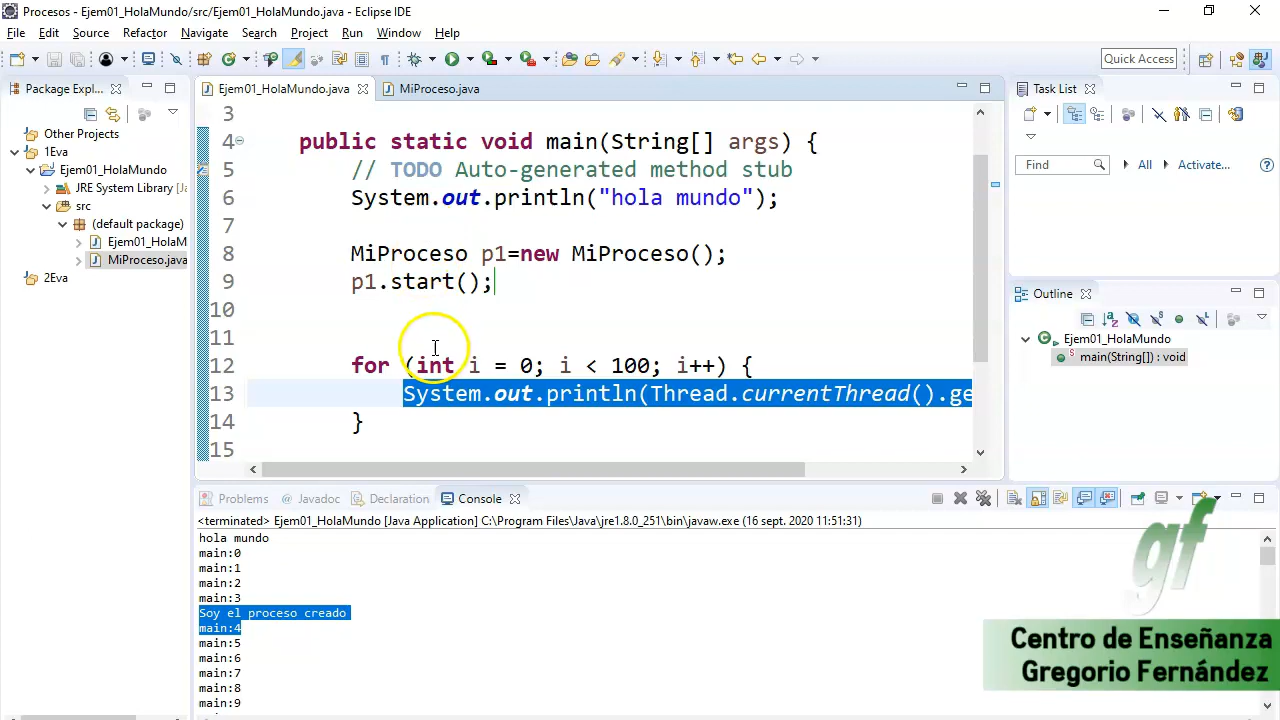 Procesos - Ejem01_HolaMundo/src/Ejem01_HolaMundo.java - Eclipse IDE
File Edit Source Refactor Navigate Search Project Run Window Help
Quick Access
Package Expl...
Other Projects
1Eva
Ejem01_HolaMundo
JRE System Library [Ja
src
(default package)
Ejem01_HolaM
MiProceso.java
2Eva
Ejem01_HolaMundo.java
MiProceso.java
3
4 public static void main(String[] args) {
5 // TODO Auto-generated method stub
6 System.out.println("hola mundo");
7
8 MiProceso p1=new MiProceso();
9 p1.start();
10
11
12 for (int i = 0; i < 100; i++) {
13 System.out.println(Thread.currentThread().ge
14 }
15
Task List
Find
All
Activate...
Outline
Ejem01_HolaMundo
main(String[]) : void
Problems Javadoc Declaration Console
<terminated> Ejem01_HolaMundo [Java Application] C:\Program Files\Java\jre1.8.0_251\bin\javaw.exe (16 sept. 2020 11:51:31)
hola mundo
main:0
main:1
main:2
main:3
Soy el proceso creado
main:4
main:5
main:6
main:7
main:8
main:9
gf
Centro de Enseñanza
Gregorio Fernández